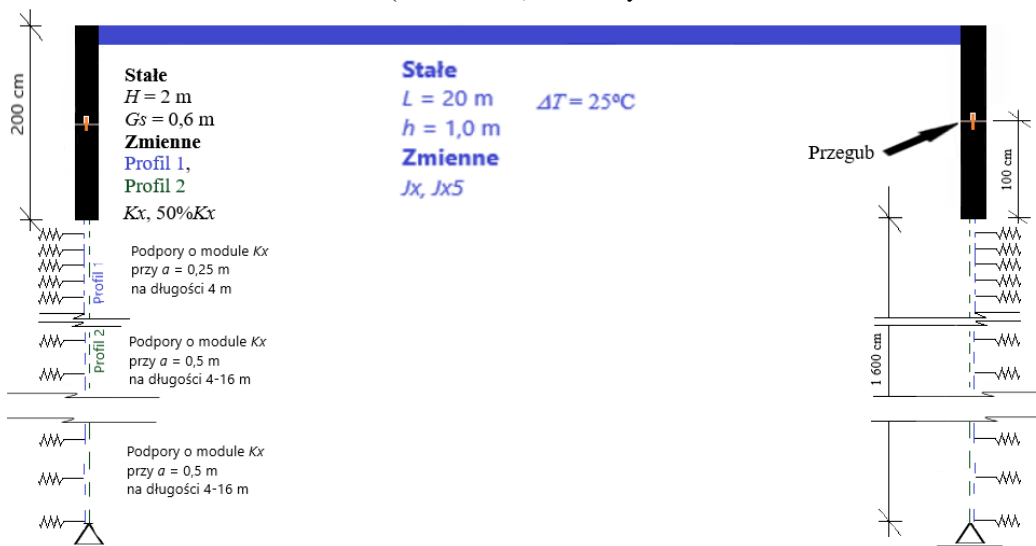 200 cm
Stałe
H = 2 m
Gs = 0,6 m
Zmienne
Profil 1,
Profil 2
Kx, 50%Kx
Stałe
L = 20 m
ΔT = 25ºC
h = 1,0 m
Zmienne
Jx, Jx5
Przegub
100 cm
Podpory o module Kx
przy a = 0,25 m
na długości 4 m
Profil 1
Profil 2
Podpory o module Kx
przy a = 0,5 m
na długości 4-16 m
1 600 cm
Podpory o module Kx
przy a = 0,5 m
na długości 4-16 m